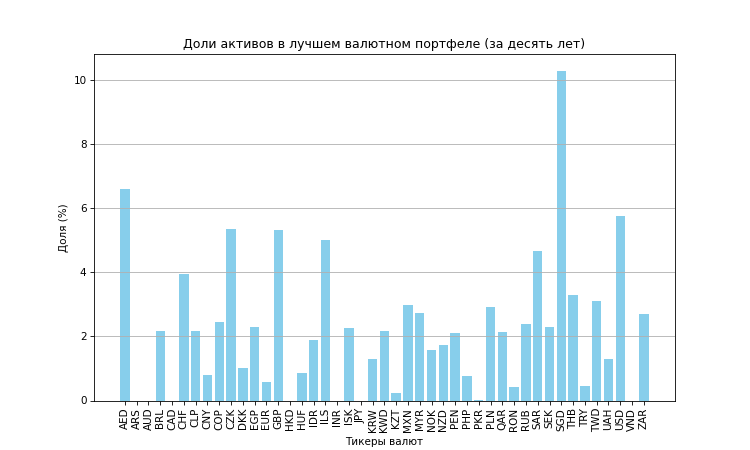 Доли активов в лучшем валютном портфеле (за десять лет)
Доля (%)
10
8
6
4
2
0
AED ARS AUD BRL CAD CHF CLP CNY COP CZK DKK EGP EUR GBP HKD HUF IDR ILS INR ISK JPY KRW KWD KZT MXN MYR NOK NZD PEN PHP PKR PLN QAR RON RUB SAR SEK SGD THB TRY TWD UAH USD VND ZAR
Тикеры валют